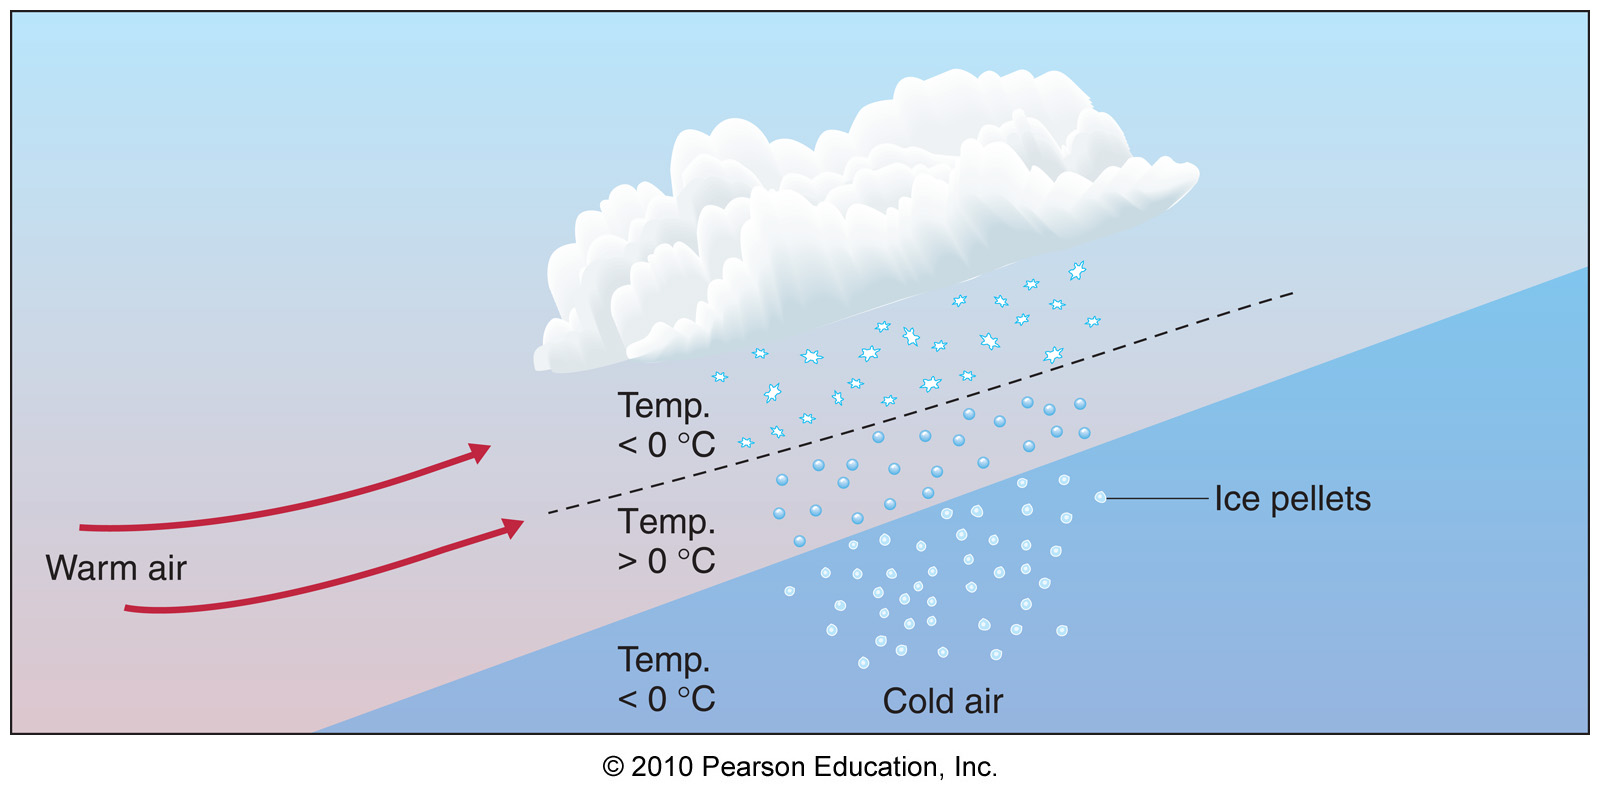 Temp.
< 0 °C
Temp.
> 0 °C
Warm air
Ice pellets
Temp.
< 0 °C
Cold air
© 2010 Pearson Education, Inc.